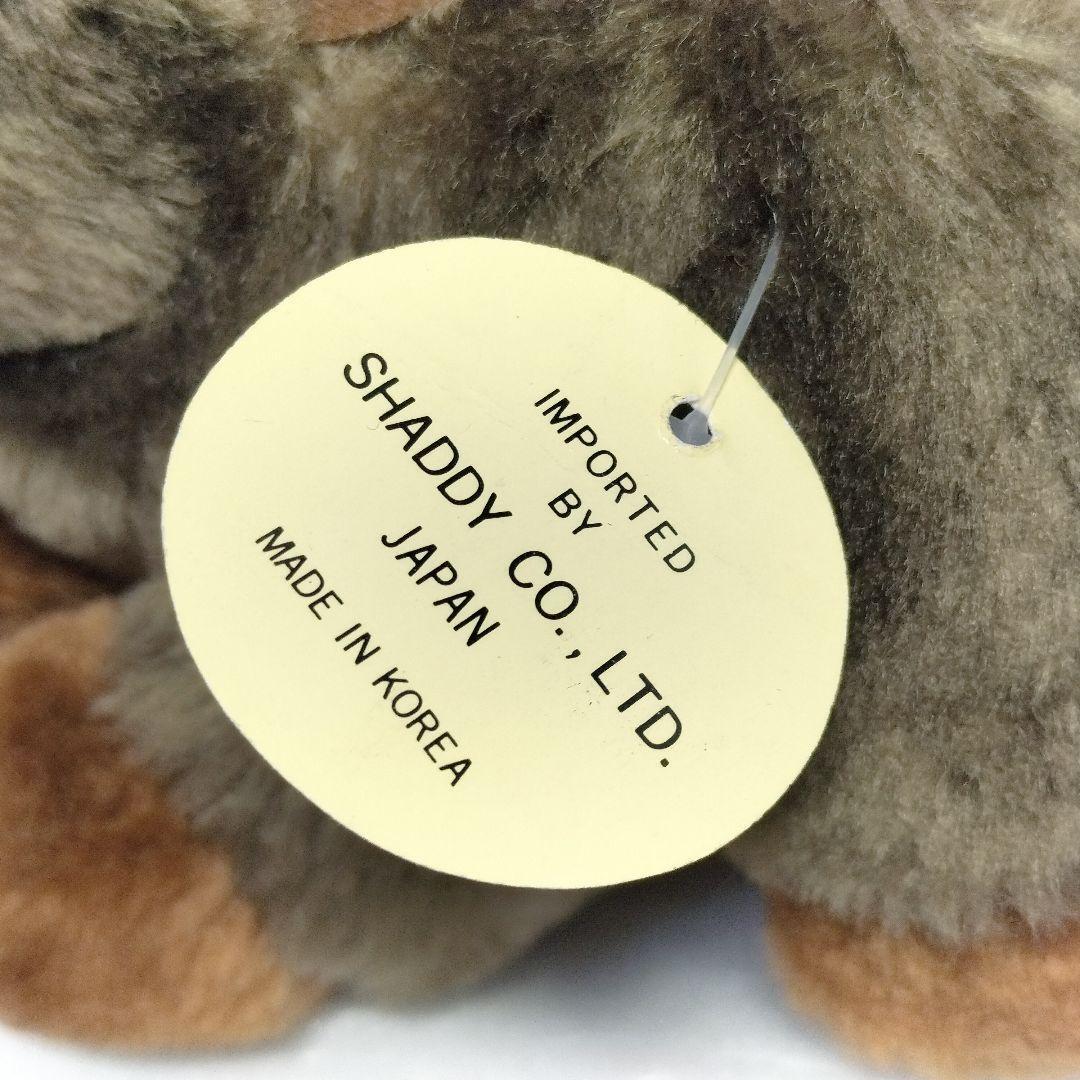 IMPORTED
BY
SHADDY CO., LTD.
JAPAN
MADE IN KOREA